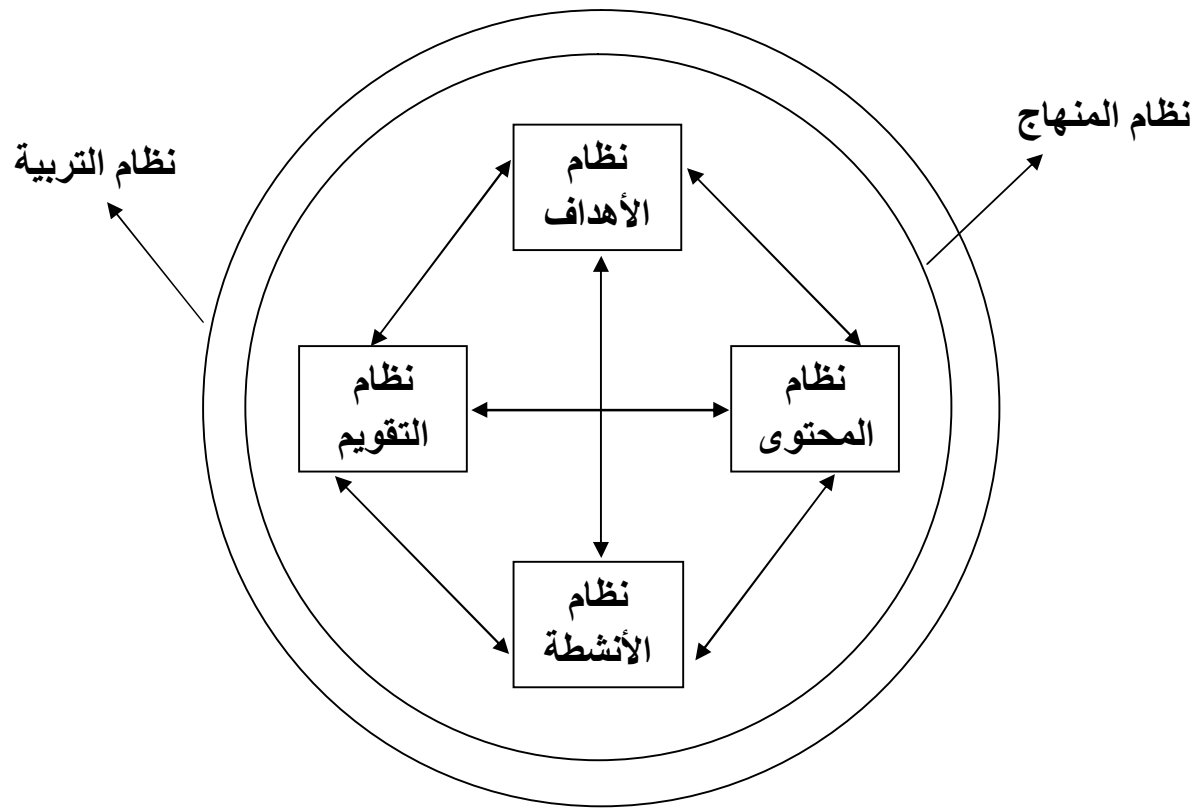 نظام المنهاج
نظام التربية
نظام
الأهداف
نظام
المحتوى
نظام
التقويم
نظام
الأنشطة